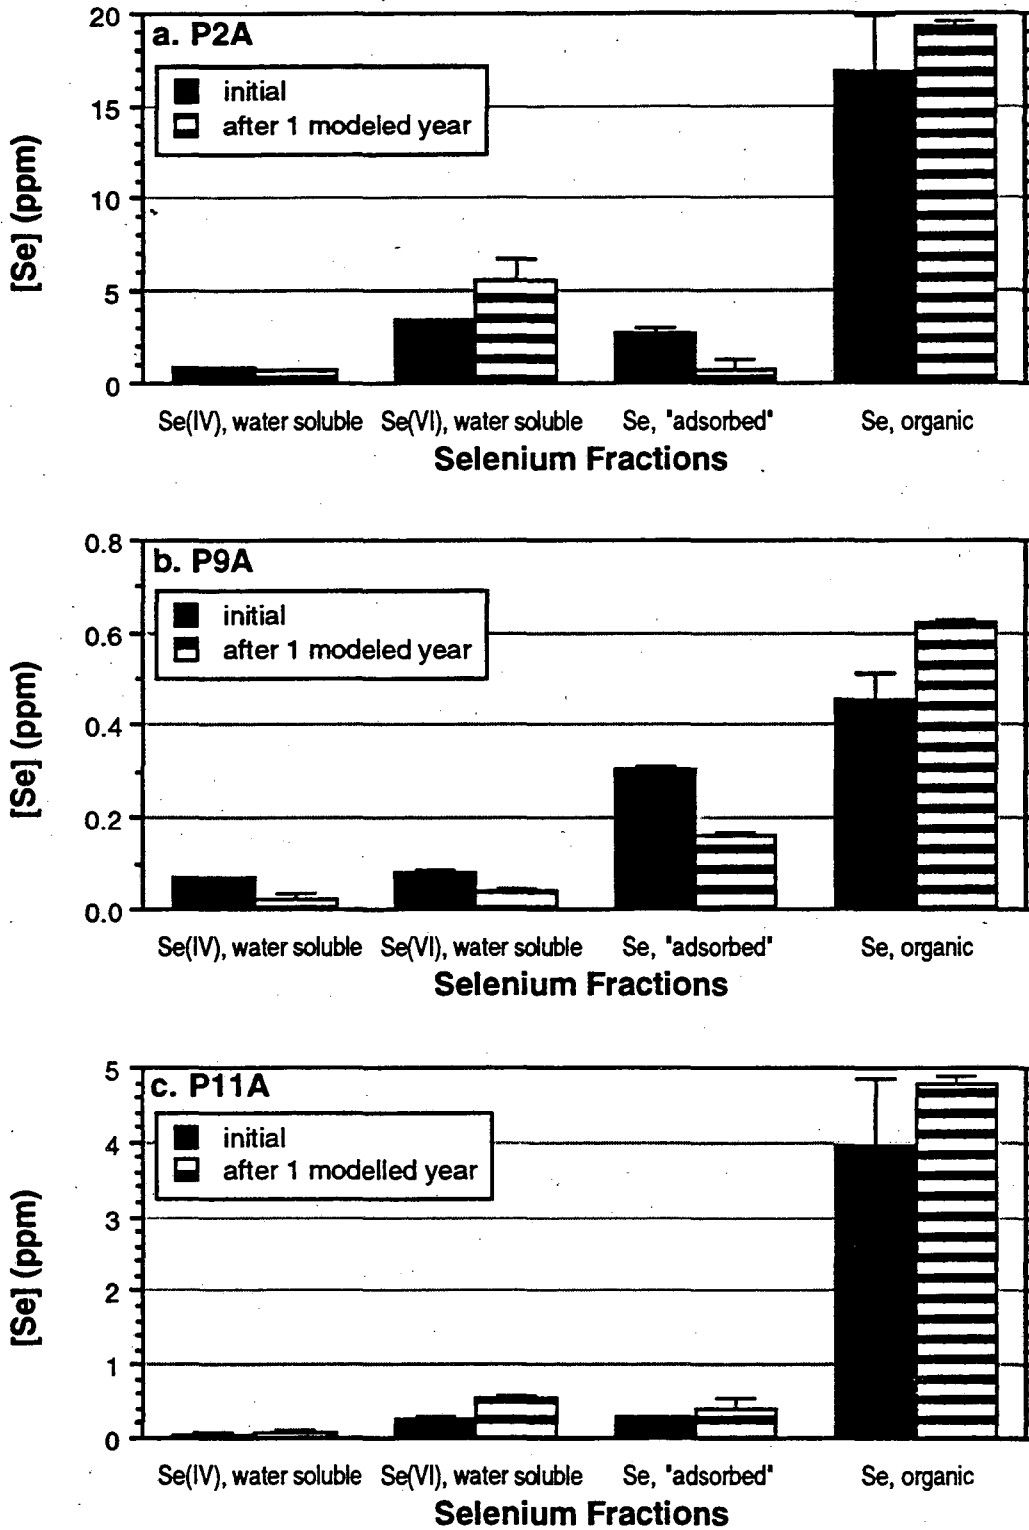 a. P2A
initial
after 1 modeled year
[Se] (ppm)
20
15
10
5
0
Se(IV), water soluble Se(VI), water soluble Se, "adsorbed" Se, organic
Selenium Fractions
b. P9A
initial
after 1 modeled year
[Se] (ppm)
0.8
0.6
0.4
0.2
0.0
Se(IV), water soluble Se(VI), water soluble Se, "adsorbed" Se, organic
Selenium Fractions
c. P11A
initial
after 1 modelled year
[Se] (ppm)
5
4
3
2
1
0
Se(IV), water soluble Se(VI), water soluble Se, "adsorbed" Se, organic
Selenium Fractions